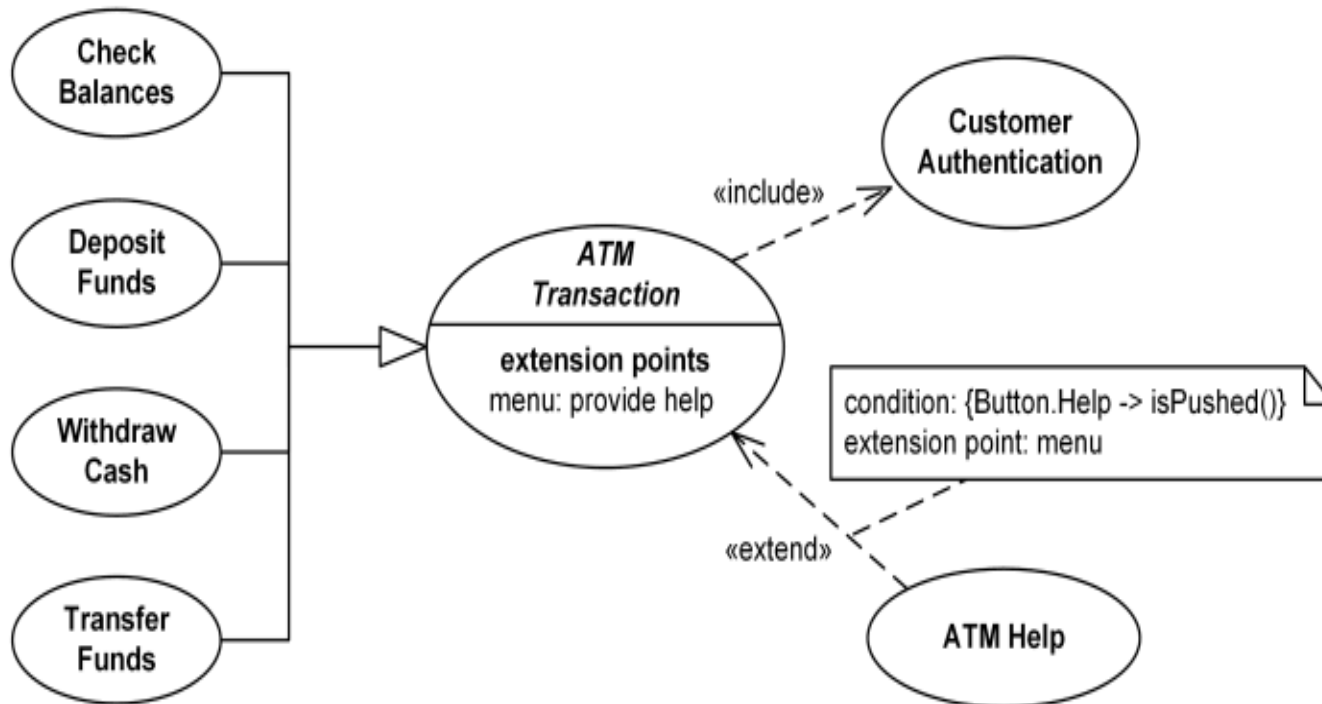 Check
Balances
Deposit
Funds
Withdraw
Cash
Transfer
Funds
ATM
Transaction
extension points
menu: provide help
«include»
Customer
Authentication
condition: {Button.Help -> isPushed()}
extension point: menu
«extend»
ATM Help